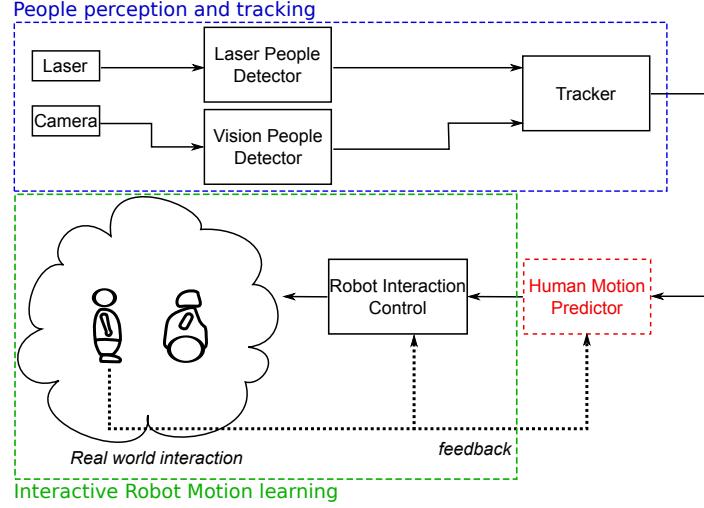 People perception and tracking
Laser
Laser People
Detector
Tracker
Camera
Vision People
Detector
Robot Interaction
Control
Human Motion
Predictor
feedback
Real world interaction
Interactive Robot Motion learning